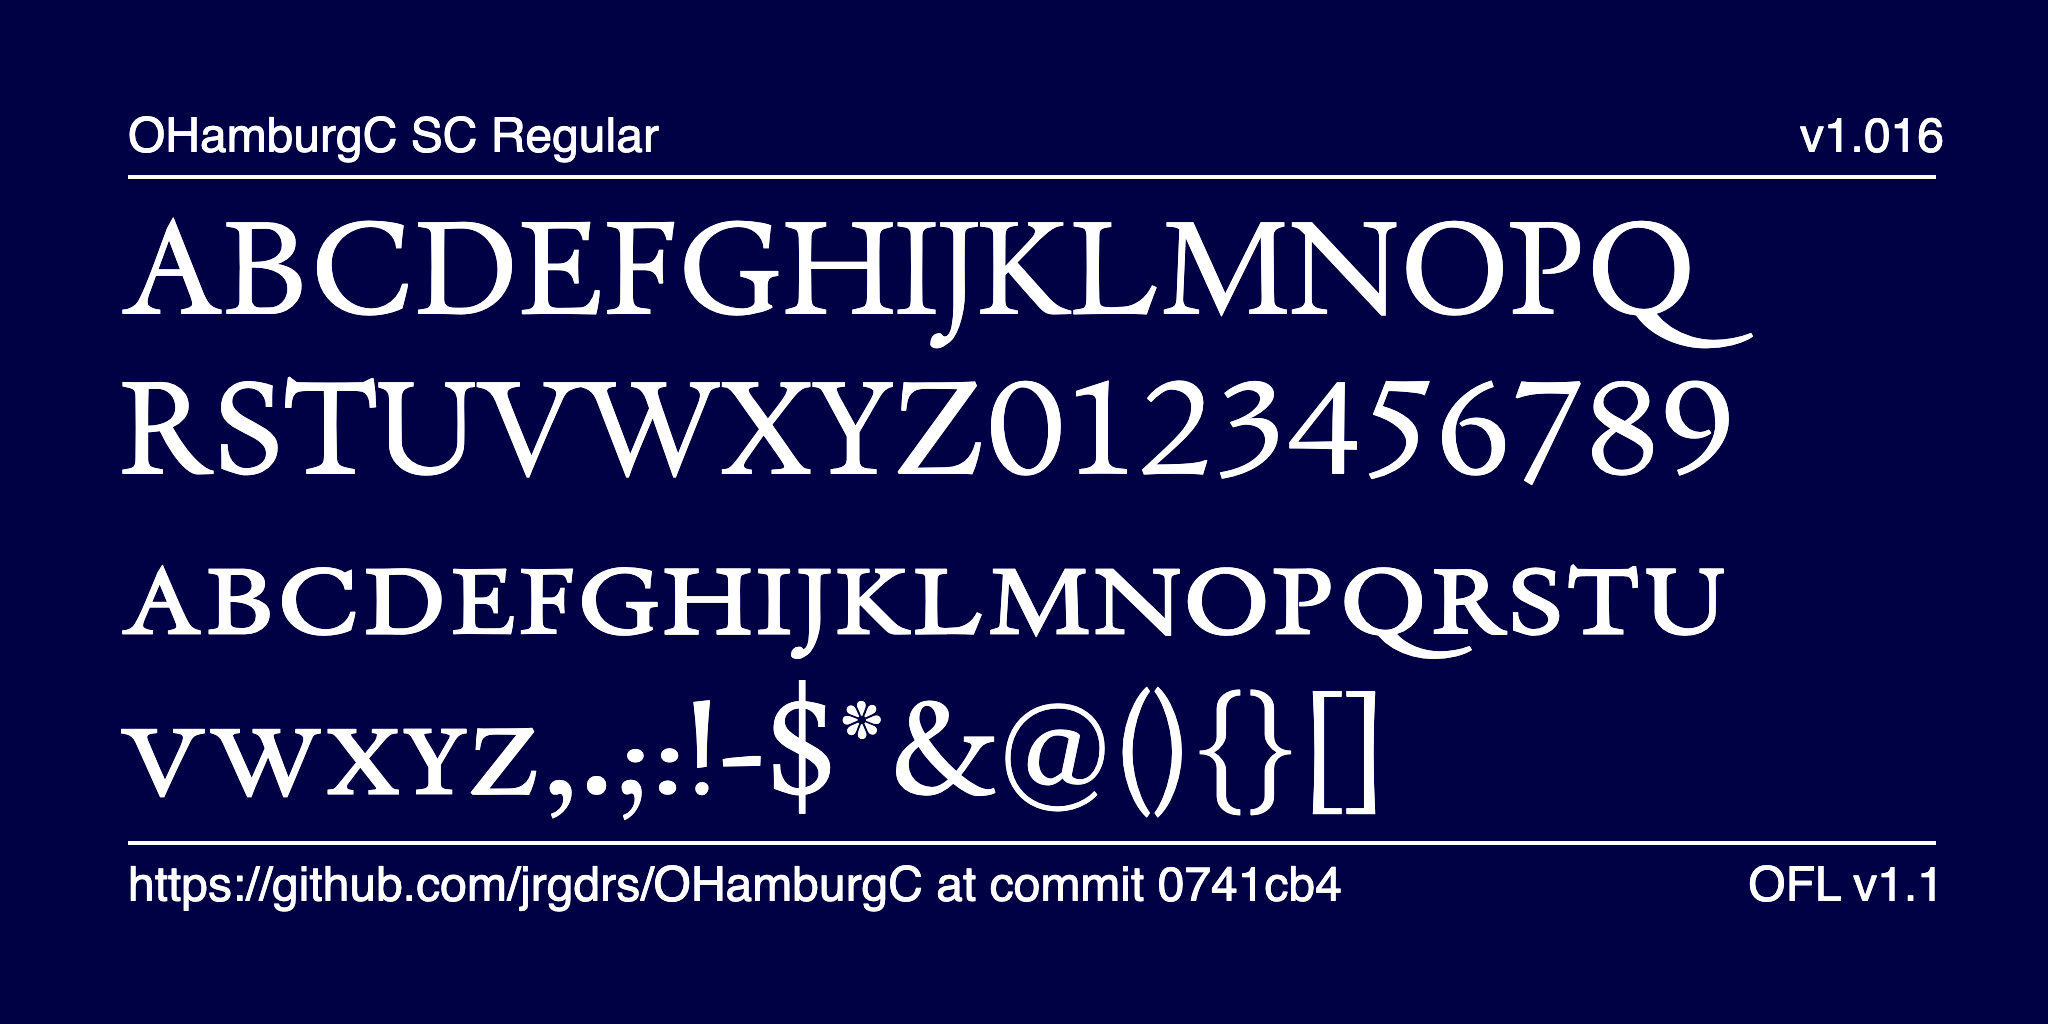 OHamburgC SC Regular v1.016
ABCDEFGHIJKLMNOPQ
RSTUVWXYZ0123456789
ABCDEFGHIJKLMNOPQRSTU
VWXYZ,.;:!-$*&@(){}[]
https://github.com/jrgdrs/OHamburgC at commit 0741cb4 OFL v1.1